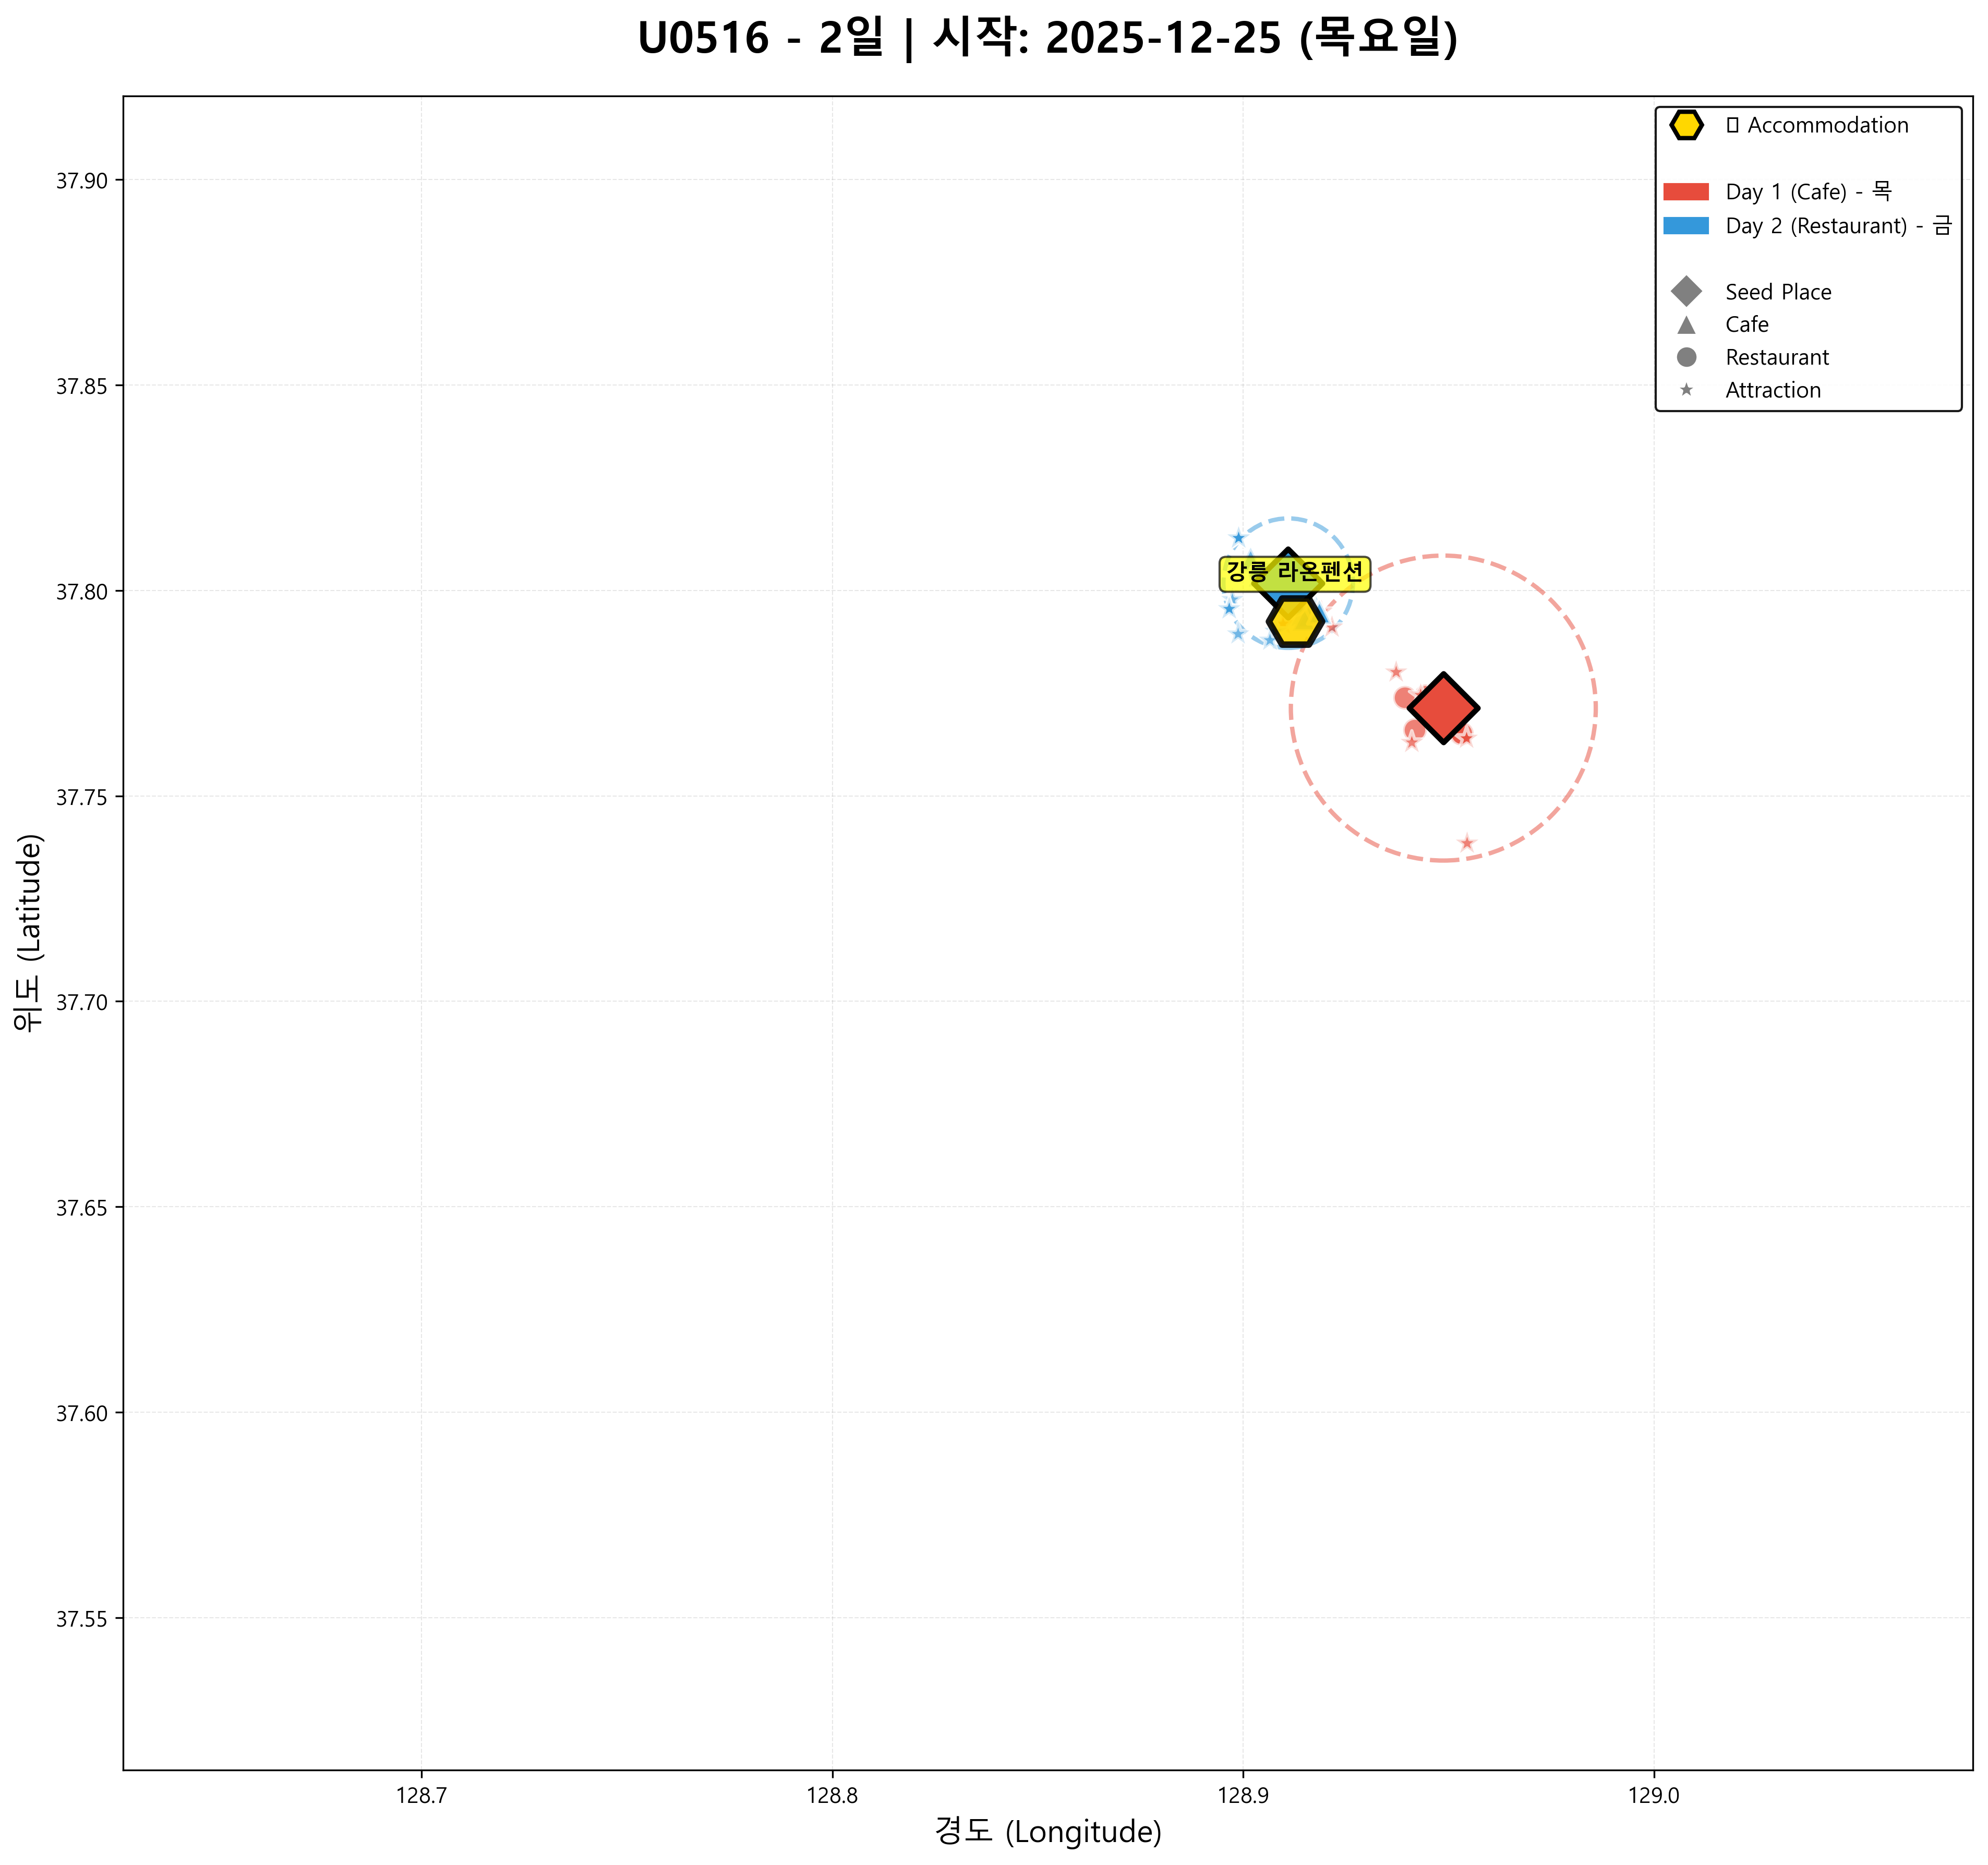 U0516 - 2일 | 시작: 2025-12-25 (목요일)
Accommodation
Day 1 (Cafe) - 목
Day 2 (Restaurant) - 금
Seed Place
Cafe
Restaurant
Attraction
강릉 라온펜션
위도 (Latitude)
37.90
37.85
37.80
37.75
37.70
37.65
37.60
37.55
128.7
128.8
128.9
129.0
경도 (Longitude)